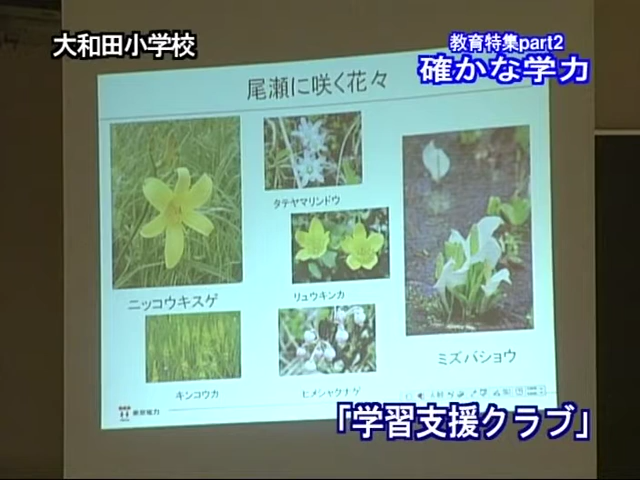 大和田小学校
教育特集part2
確かな学力
尾瀬に咲く花々
タテヤマリンドウ
ニッコウキスゲ
リュウキンカ
ミズバショウ
キンコウカ
ヒメシャクナゲ
東京電力
「学習支援クラブ」